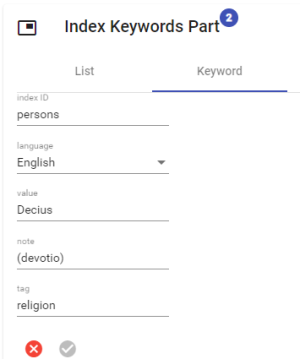 Index Keywords Part 2
List Keyword
index ID
persons
language
English
value
Decius
note
(devotio)
tag
religion